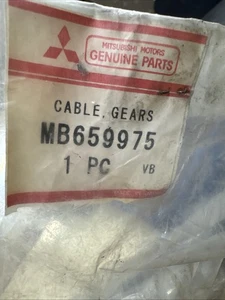 MITSUBISHI MOTORS
GENUINE PARTS
CABLE, GEARS
MB659975
1 PC VB